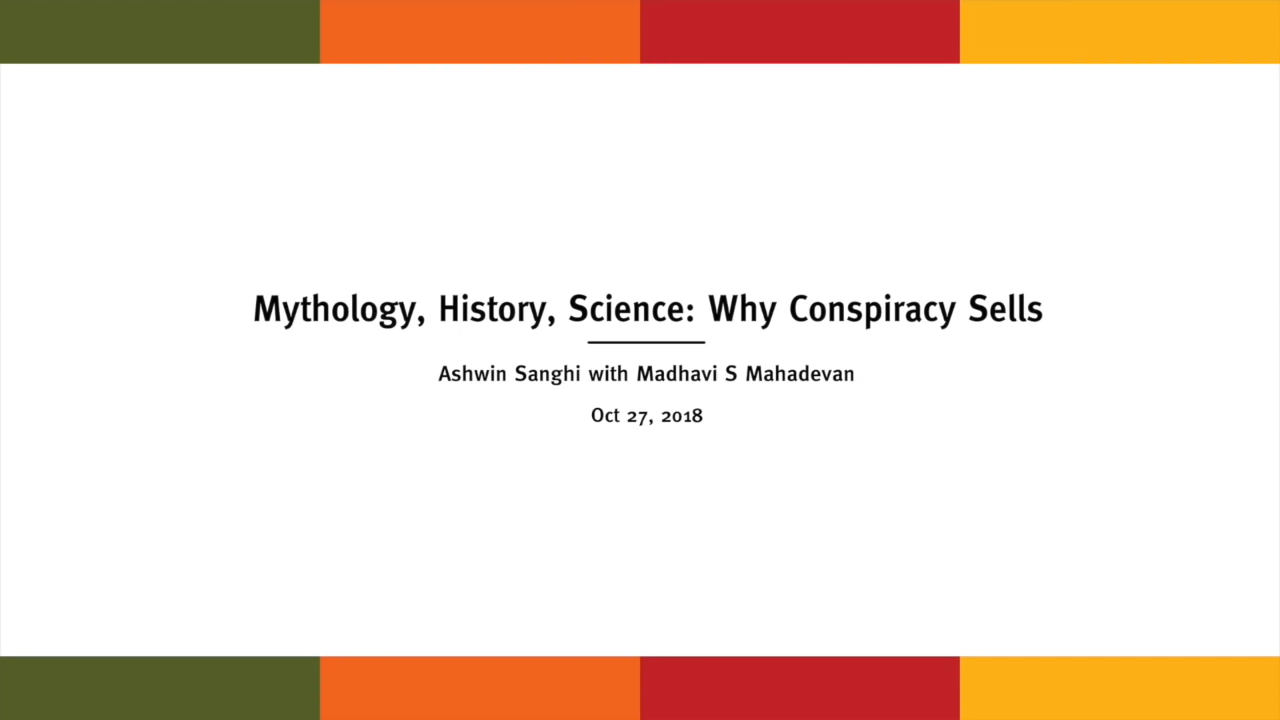 Mythology, History, Science: Why Conspiracy Sells
Ashwin Sanghi with Madhavi S Mahadevan
Oct 27, 2018